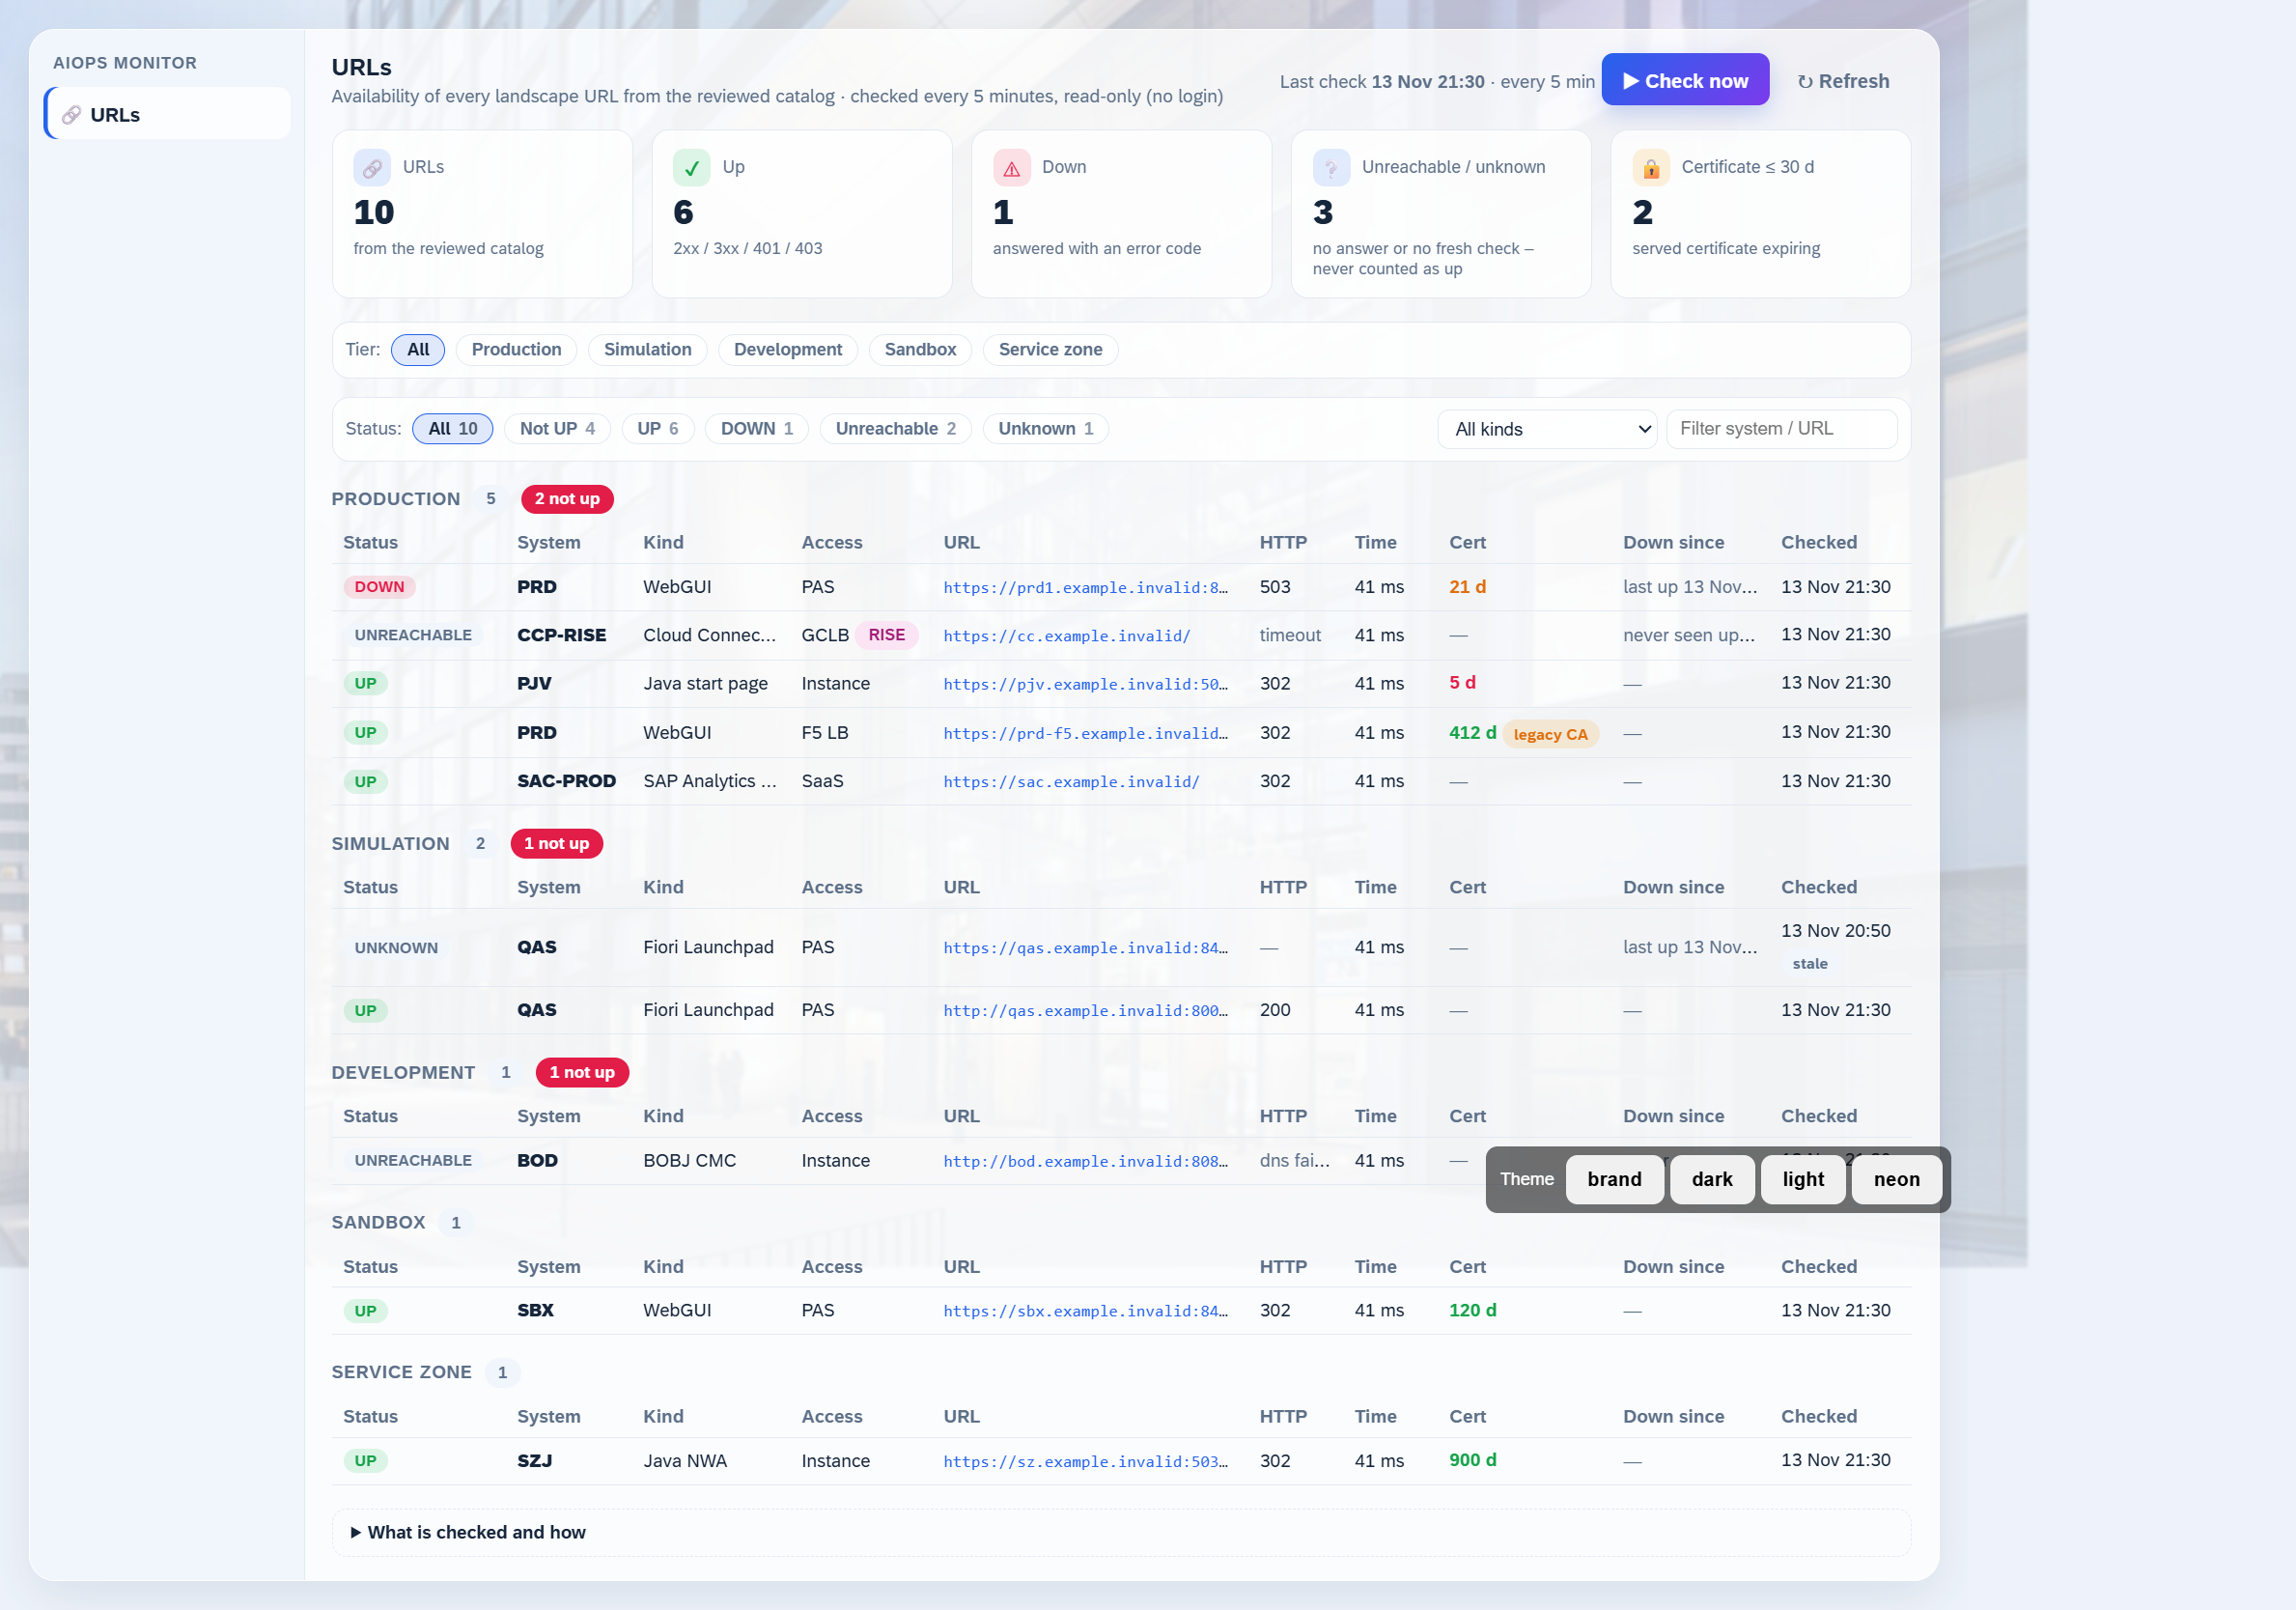 AIOPS MONITOR
URLs
URLs
Availability of every landscape URL from the reviewed catalog · checked every 5 minutes, read-only (no login)
Last check 13 Nov 21:30 · every 5 min
▶ Check now
↻ Refresh
URLs
10
from the reviewed catalog
Up
6
2xx / 3xx / 401 / 403
Down
1
answered with an error code
Unreachable / unknown
3
no answer or no fresh check –
never counted as up
Certificate ≤ 30 d
2
served certificate expiring
Tier: All Production Simulation Development Sandbox Service zone
Status: All 10 Not UP 4 UP 6 DOWN 1 Unreachable 2 Unknown 1 All kinds Filter system / URL
PRODUCTION 5 2 not up
Status System Kind Access URL HTTP Time Cert Down since Checked
DOWN PRD WebGUI PAS https://prd1.example.invalid:8… 503 41 ms 21 d last up 13 Nov… 13 Nov 21:30
UNREACHABLE CCP-RISE Cloud Connec… GCLB RISE https://cc.example.invalid/ timeout 41 ms — never seen up… 13 Nov 21:30
UP PJV Java start page Instance https://pjv.example.invalid:50… 302 41 ms 5 d — 13 Nov 21:30
UP PRD WebGUI F5 LB https://prd-f5.example.invalid… 302 41 ms 412 d legacy CA — 13 Nov 21:30
UP SAC-PROD SAP Analytics … SaaS https://sac.example.invalid/ 302 41 ms — — 13 Nov 21:30
SIMULATION 2 1 not up
Status System Kind Access URL HTTP Time Cert Down since Checked
UNKNOWN QAS Fiori Launchpad PAS https://qas.example.invalid:84… — 41 ms — last up 13 Nov… 13 Nov 20:50
stale
UP QAS Fiori Launchpad PAS http://qas.example.invalid:800… 200 41 ms — — 13 Nov 21:30
DEVELOPMENT 1 1 not up
Status System Kind Access URL HTTP Time Cert Down since Checked
UNREACHABLE BOD BOBJ CMC Instance http://bod.example.invalid:808… dns fai… 41 ms —
Theme brand dark light neon
SANDBOX 1
Status System Kind Access URL HTTP Time Cert Down since Checked
UP SBX WebGUI PAS https://sbx.example.invalid:84… 302 41 ms 120 d — 13 Nov 21:30
SERVICE ZONE 1
Status System Kind Access URL HTTP Time Cert Down since Checked
UP SZJ Java NWA Instance https://sz.example.invalid:503… 302 41 ms 900 d — 13 Nov 21:30
▶ What is checked and how